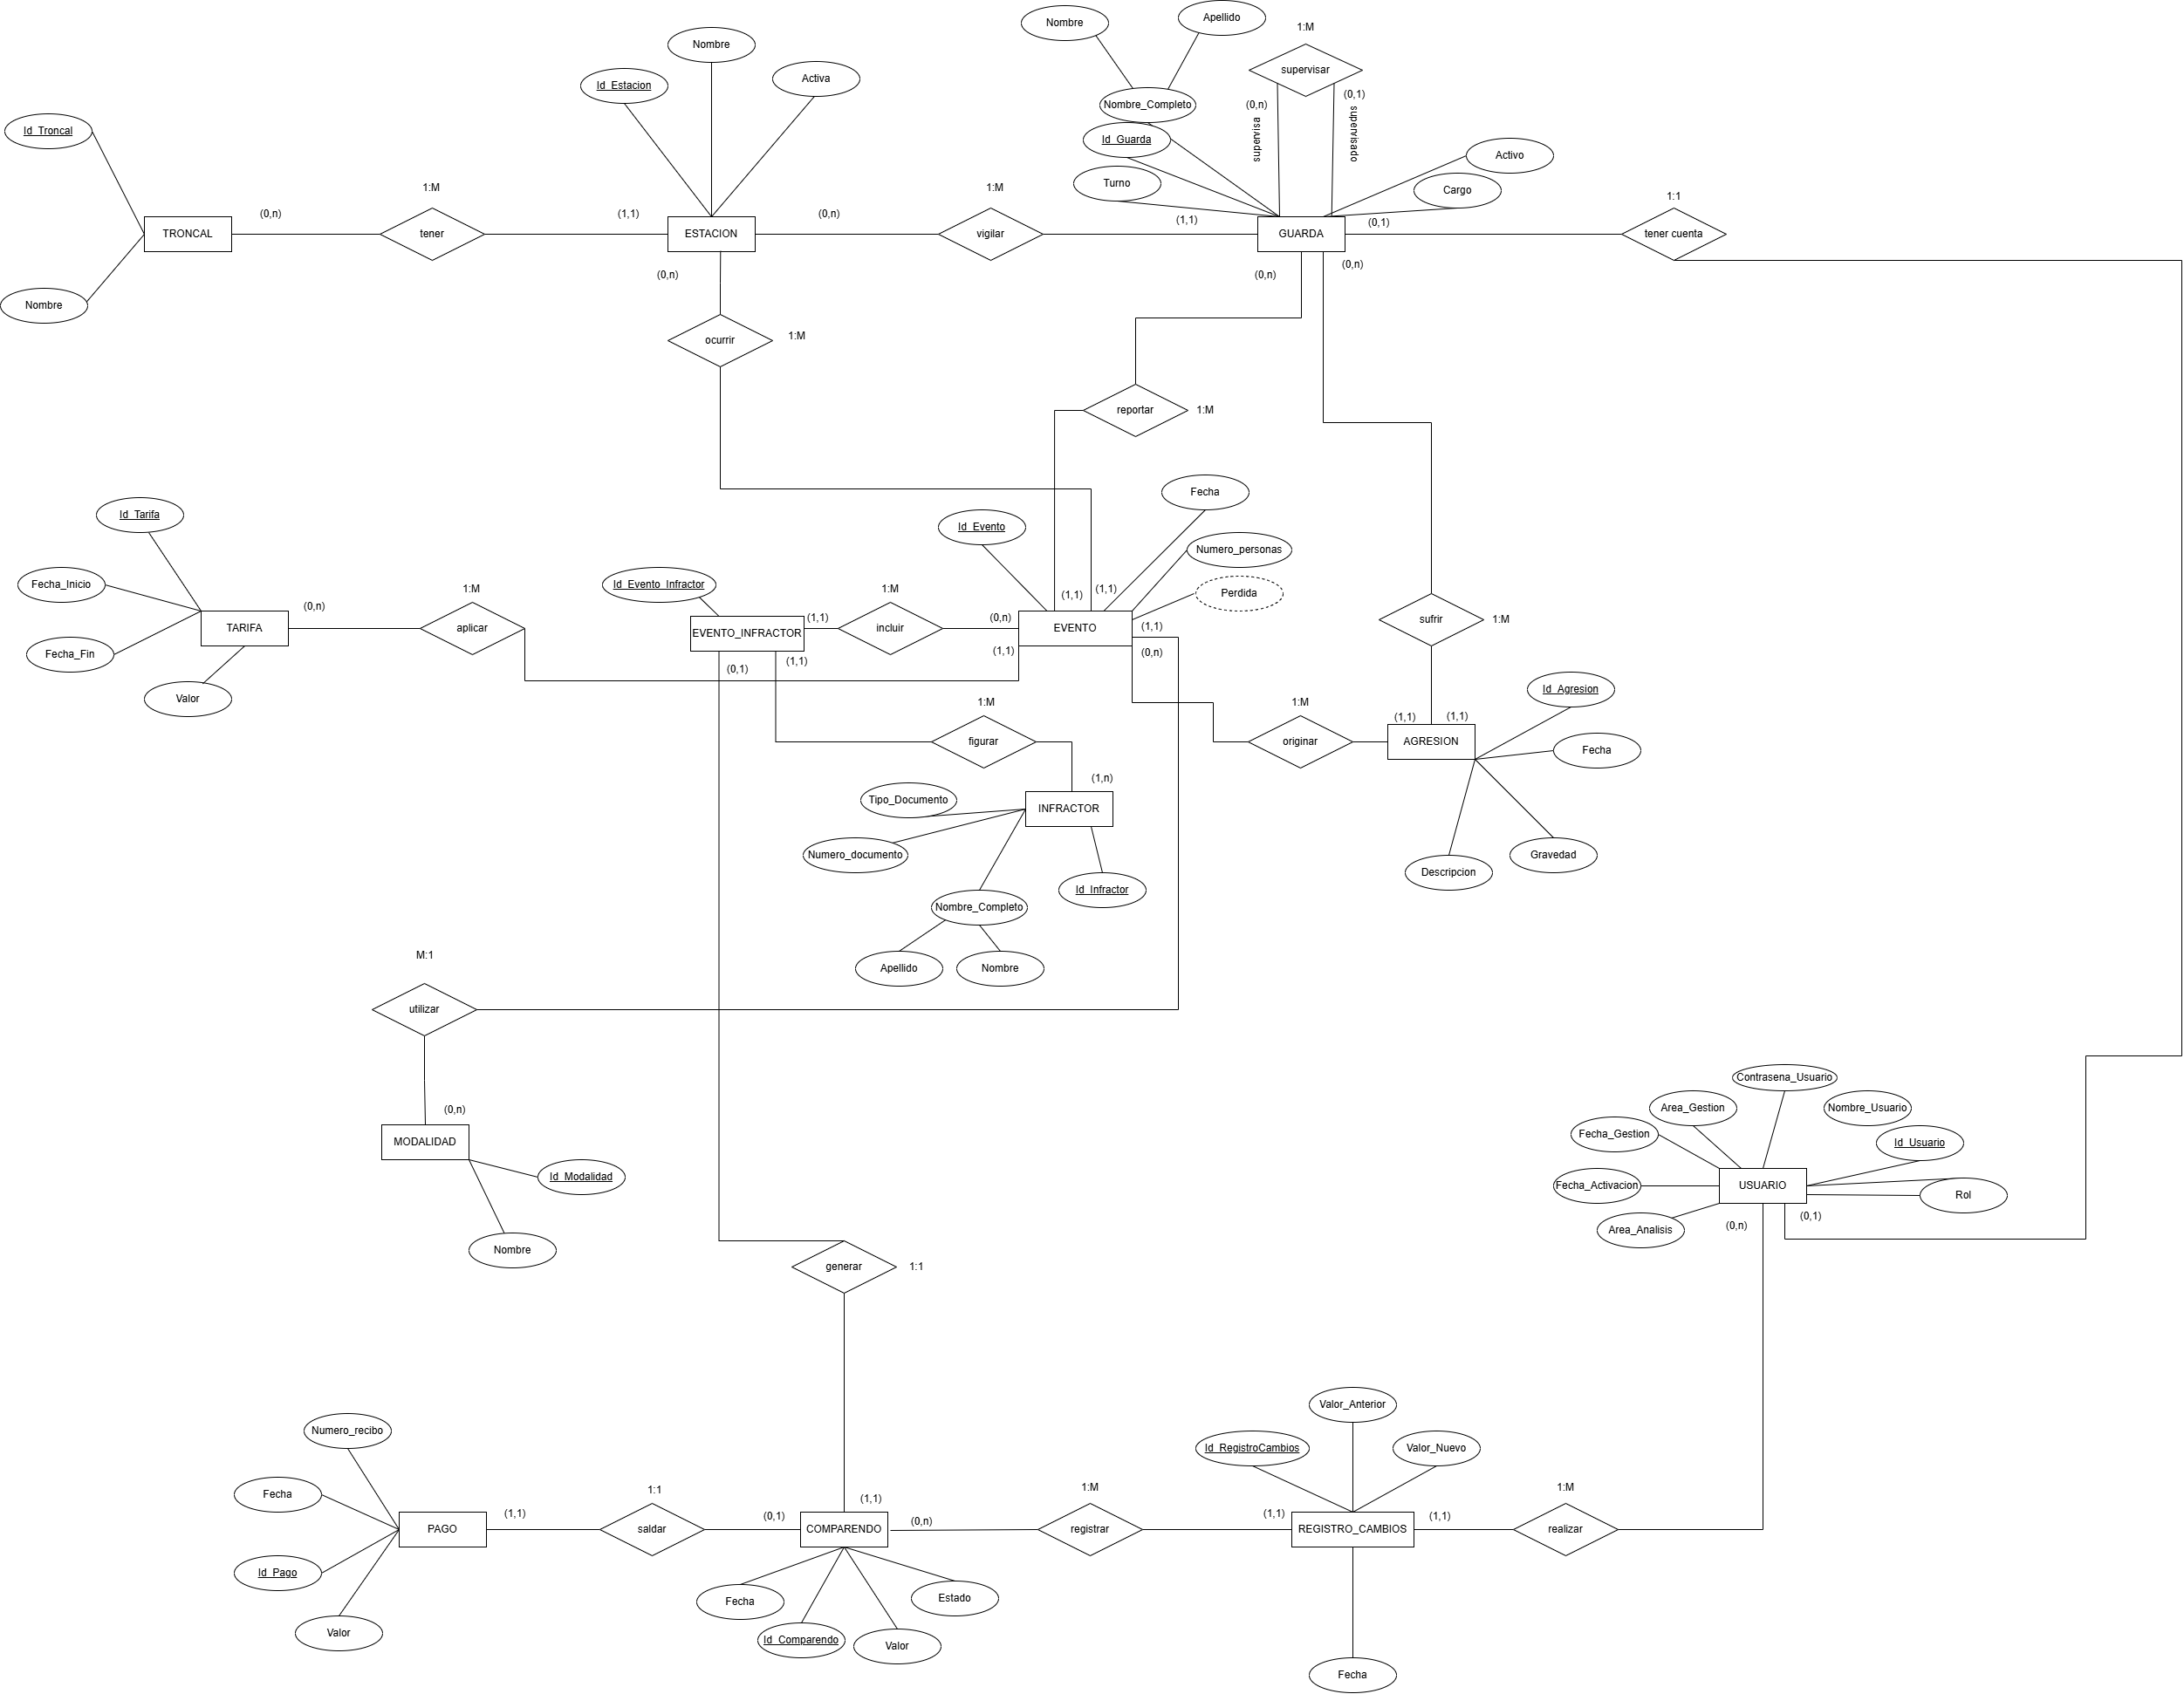 Nombre
Apellido
1:M
Nombre
supervisar
Id_Estacion
Activa
(0,n)
(0,1)
Nombre_Completo
supervisa
supervisado
Id_Troncal
Id_Guarda
Activo
Turno
Cargo
1:M
1:M
1:1
(0,n)
(1,1)
(0,n)
(1,1)
(0,1)
TRONCAL
tener
ESTACION
vigilar
GUARDA
tener cuenta
(0,n)
(0,n)
(0,n)
Nombre
ocurrir
1:M
reportar
1:M
Fecha
Id_Tarifa
Id_Evento
Numero_personas
Fecha_Inicio
Id_Evento_Infractor
1:M
1:M
(1,1)
(1,1)
Perdida
(0,n)
(1,1)
(0,n)
sufrir
1:M
TARIFA
aplicar
EVENTO_INFRACTOR
incluir
EVENTO
(1,1)
Fecha_Fin
(0,1)
(1,1)
(1,1)
(0,n)
Valor
1:M
1:M
Id_Agresion
(1,1)
(1,1)
figurar
originar
AGRESION
Fecha
(1,n)
Tipo_Documento
INFRACTOR
Numero_documento
Gravedad
Descripcion
Id_Infractor
Nombre_Completo
Apellido
Nombre
M:1
utilizar
Contrasena_Usuario
(0,n)
Area_Gestion
Nombre_Usuario
MODALIDAD
Fecha_Gestion
Id_Usuario
Id_Modalidad
Fecha_Activacion
USUARIO
Rol
(0,n)
(0,1)
Area_Analisis
Nombre
generar
1:1
Valor_Anterior
Numero_recibo
Id_RegistroCambios
Valor_Nuevo
Fecha
1:1
(1,1)
1:M
1:M
(1,1)
(0,1)
(0,n)
(1,1)
(1,1)
PAGO
saldar
COMPARENDO
registrar
REGISTRO_CAMBIOS
realizar
Id_Pago
Fecha
Estado
Valor
Id_Comparendo
Valor
Fecha